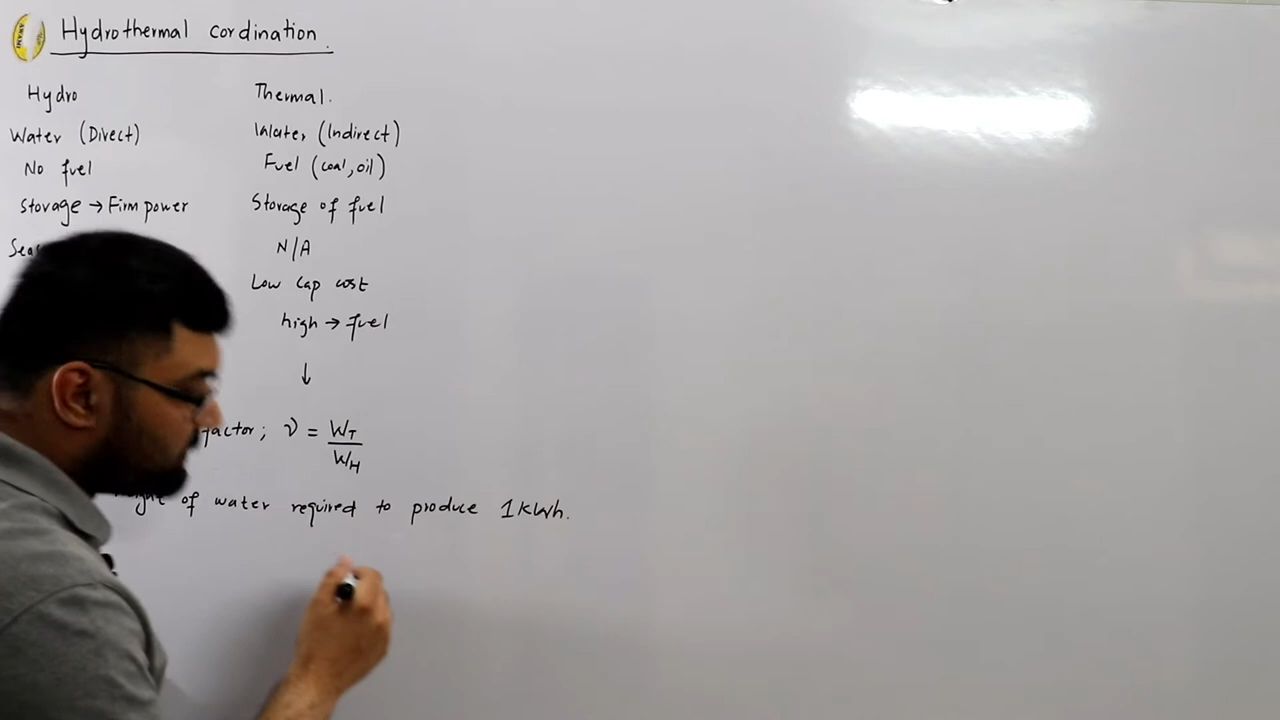 Hydrothermal cordination.
Hydro Thermal.
Water (Direct) Water (Indirect)
No fuel Fuel (coal, oil)
Storage → Firm power Storage of fuel
N/A
Low cap cost
high → fuel
↓
factor; ν = W_T / W_H
of water required to produce 1 kWh.